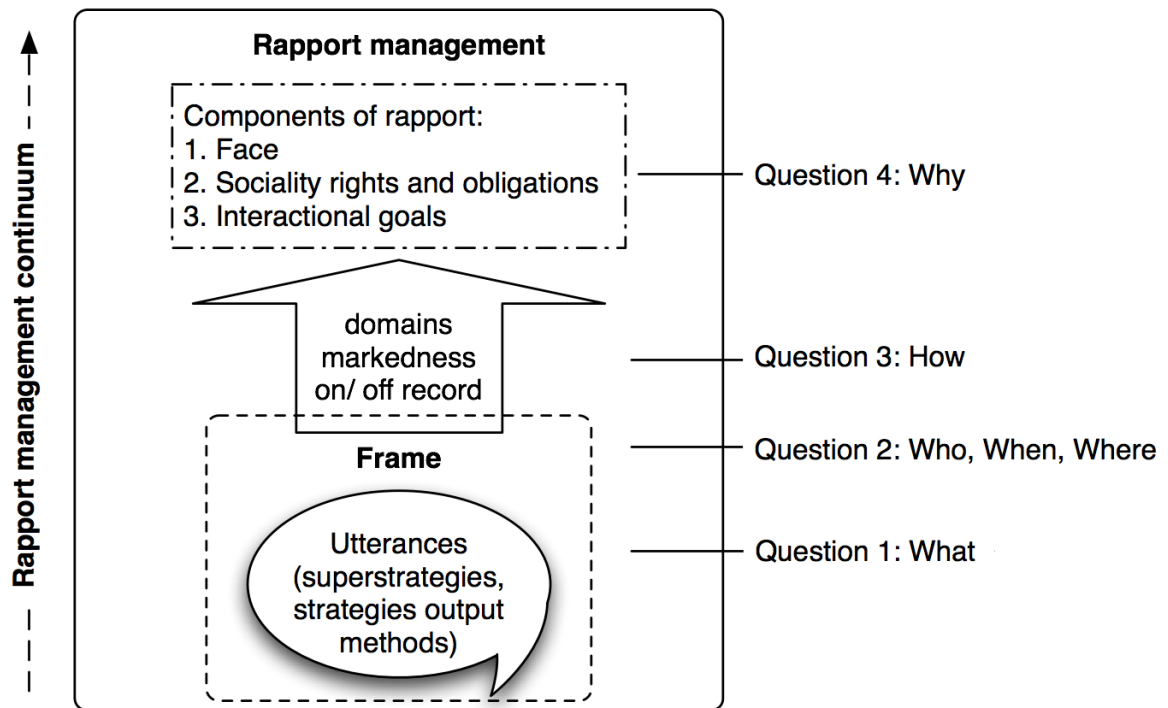 Rapport management continuum
Rapport management
Components of rapport:
1. Face
2. Sociality rights and obligations
3. Interactional goals
Question 4: Why
domains
markedness
on/ off record
Question 3: How
Frame
Question 2: Who, When, Where
Utterances
(superstrategies,
strategies output
methods)
Question 1: What